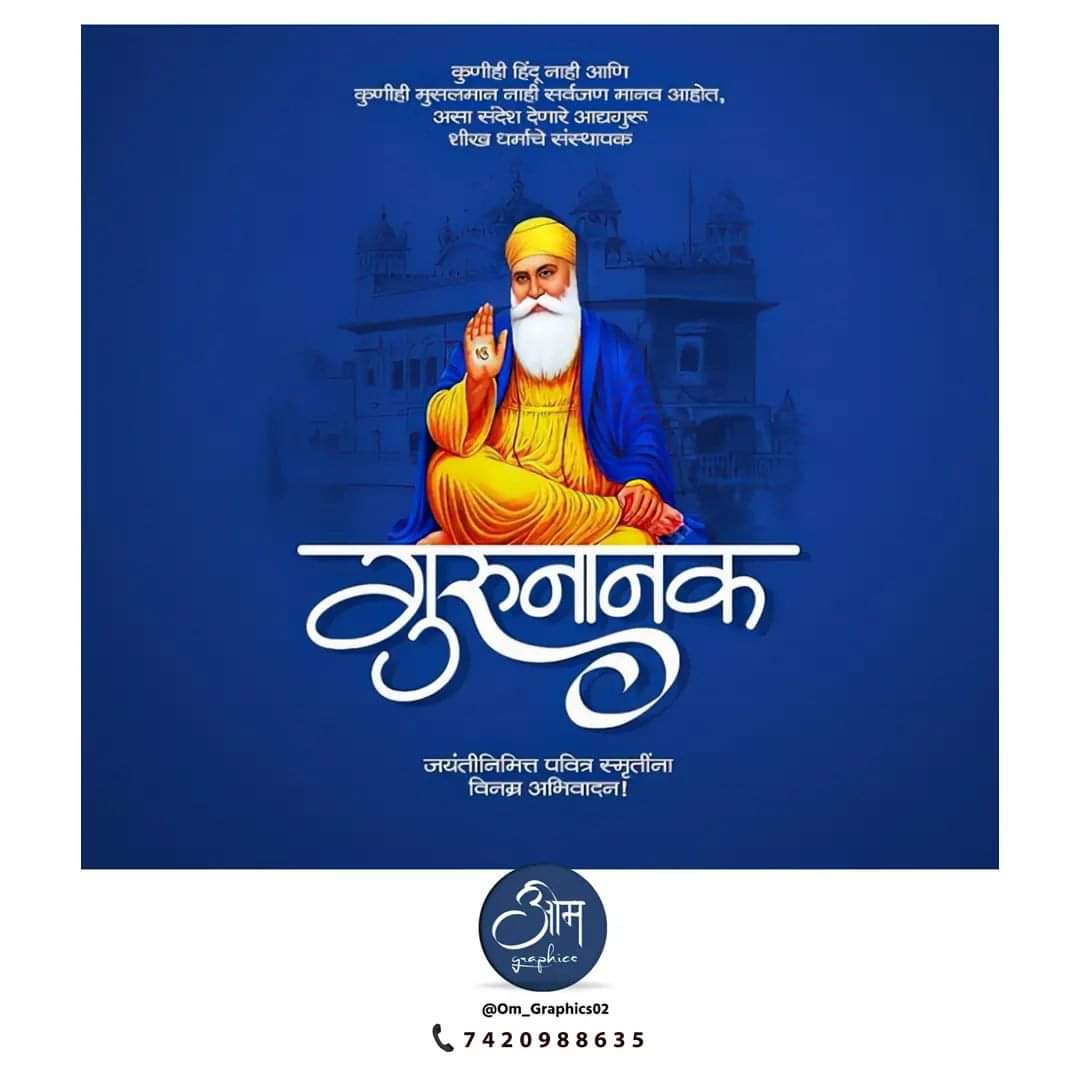 कुणीही हिंदू नाही आणि
कुणीही मुसलमान नाही सर्वजण मानव आहोत,
असा संदेश देणारे आद्यगुरू
शीख धर्माचे संस्थापक
ੴ
गुरुनानक
जयंतीनिमित्त पवित्र स्मृतींना
विनम्र अभिवादन!
ओम
graphics
@Om_Graphics02
7420988635